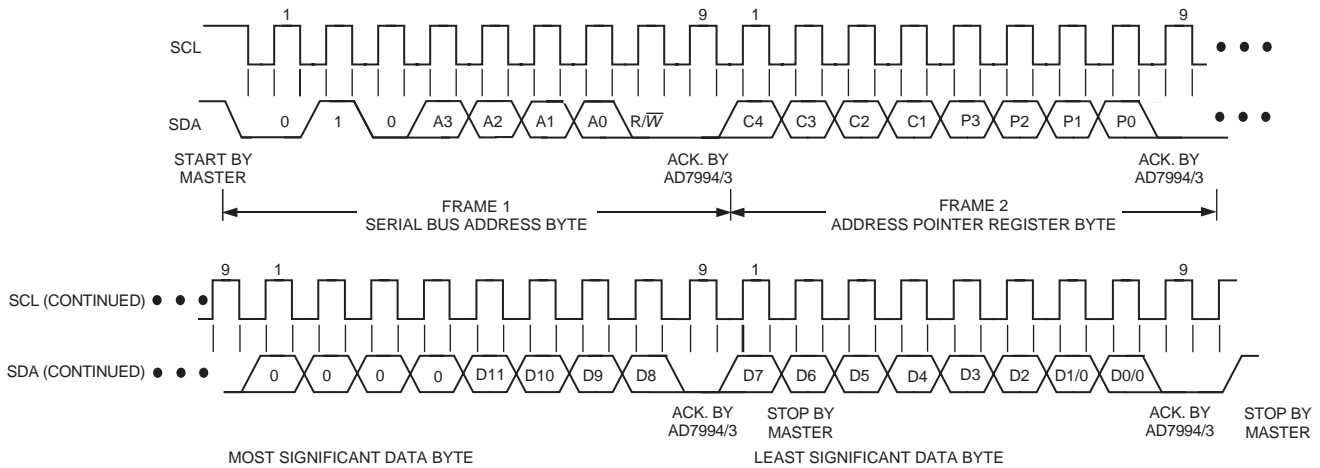 1 9 1 9
SCL
SDA 0 1 0 A3 A2 A1 A0 R/W̅ C4 C3 C2 C1 P3 P2 P1 P0
START BY
MASTER
ACK. BY
AD7994/3
ACK. BY
AD7994/3
FRAME 1
SERIAL BUS ADDRESS BYTE
FRAME 2
ADDRESS POINTER REGISTER BYTE
9 1 9 1 9
SCL (CONTINUED)
SDA (CONTINUED) 0 0 0 0 D11 D10 D9 D8 D7 D6 D5 D4 D3 D2 D1/0 D0/0
ACK. BY
AD7994/3
STOP BY
MASTER
ACK. BY
AD7994/3
STOP BY
MASTER
MOST SIGNIFICANT DATA BYTE
LEAST SIGNIFICANT DATA BYTE